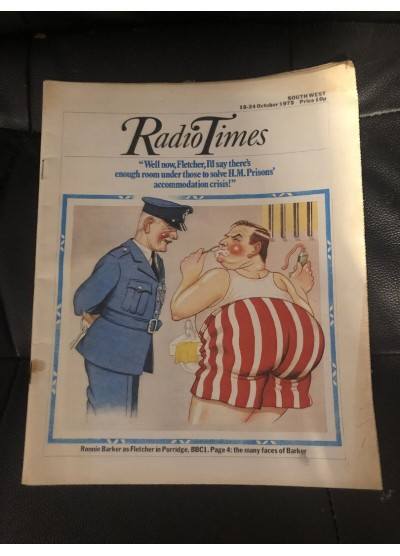 SOUTH WEST
18-24 October 1975 Price 10p
Radio Times
"Well now, Fletcher, I'll say there's
enough room under those to solve H.M. Prisons'
accommodation crisis!"
Ronnie Barker as Fletcher in Porridge, BBC1. Page 4: the many faces of Barker